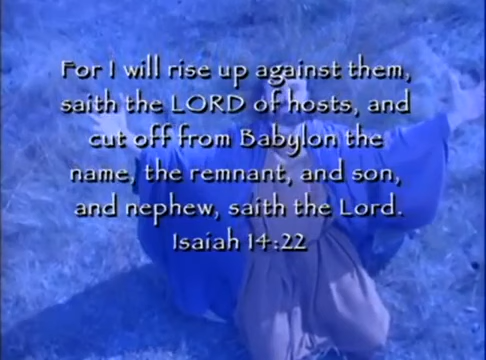 For I will rise up against them,
saith the LORD of hosts, and
cut off from Babylon the
name, the remnant, and son,
and nephew, saith the Lord.
Isaiah 14:22